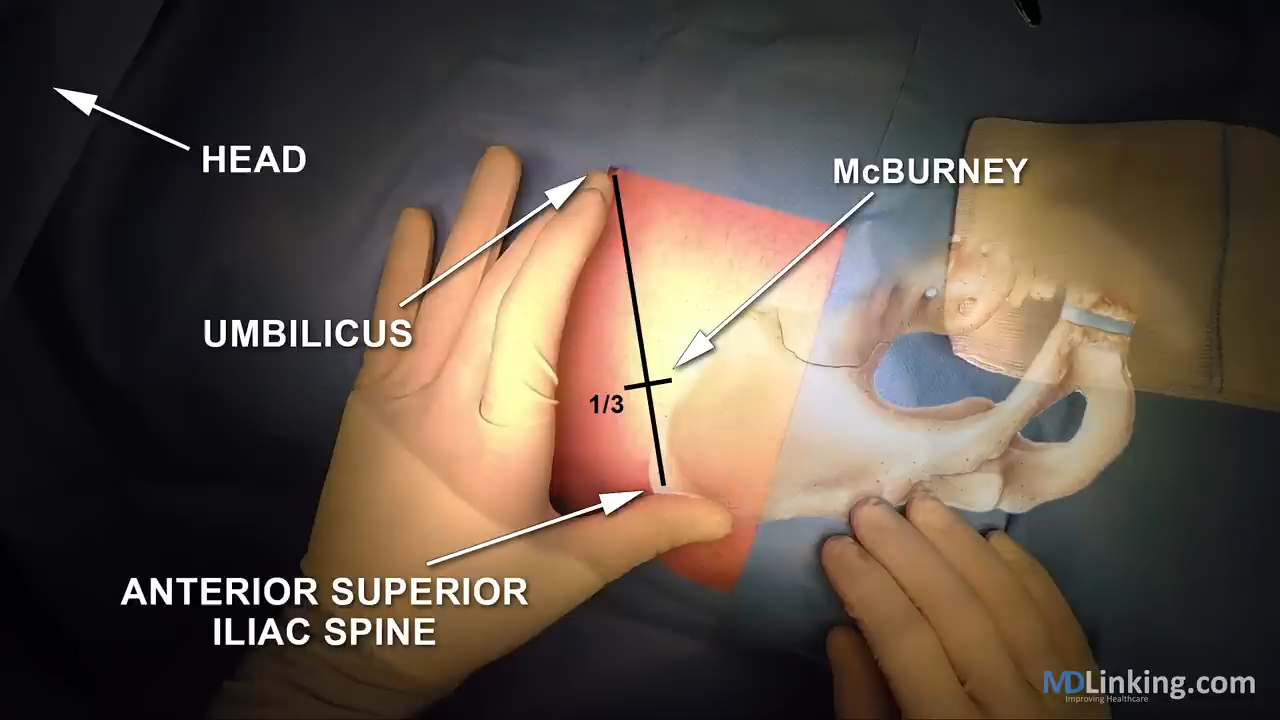 HEAD
McBURNEY
UMBILICUS
1/3
ANTERIOR SUPERIOR
ILIAC SPINE
MDLinking.com
Improving Healthcare